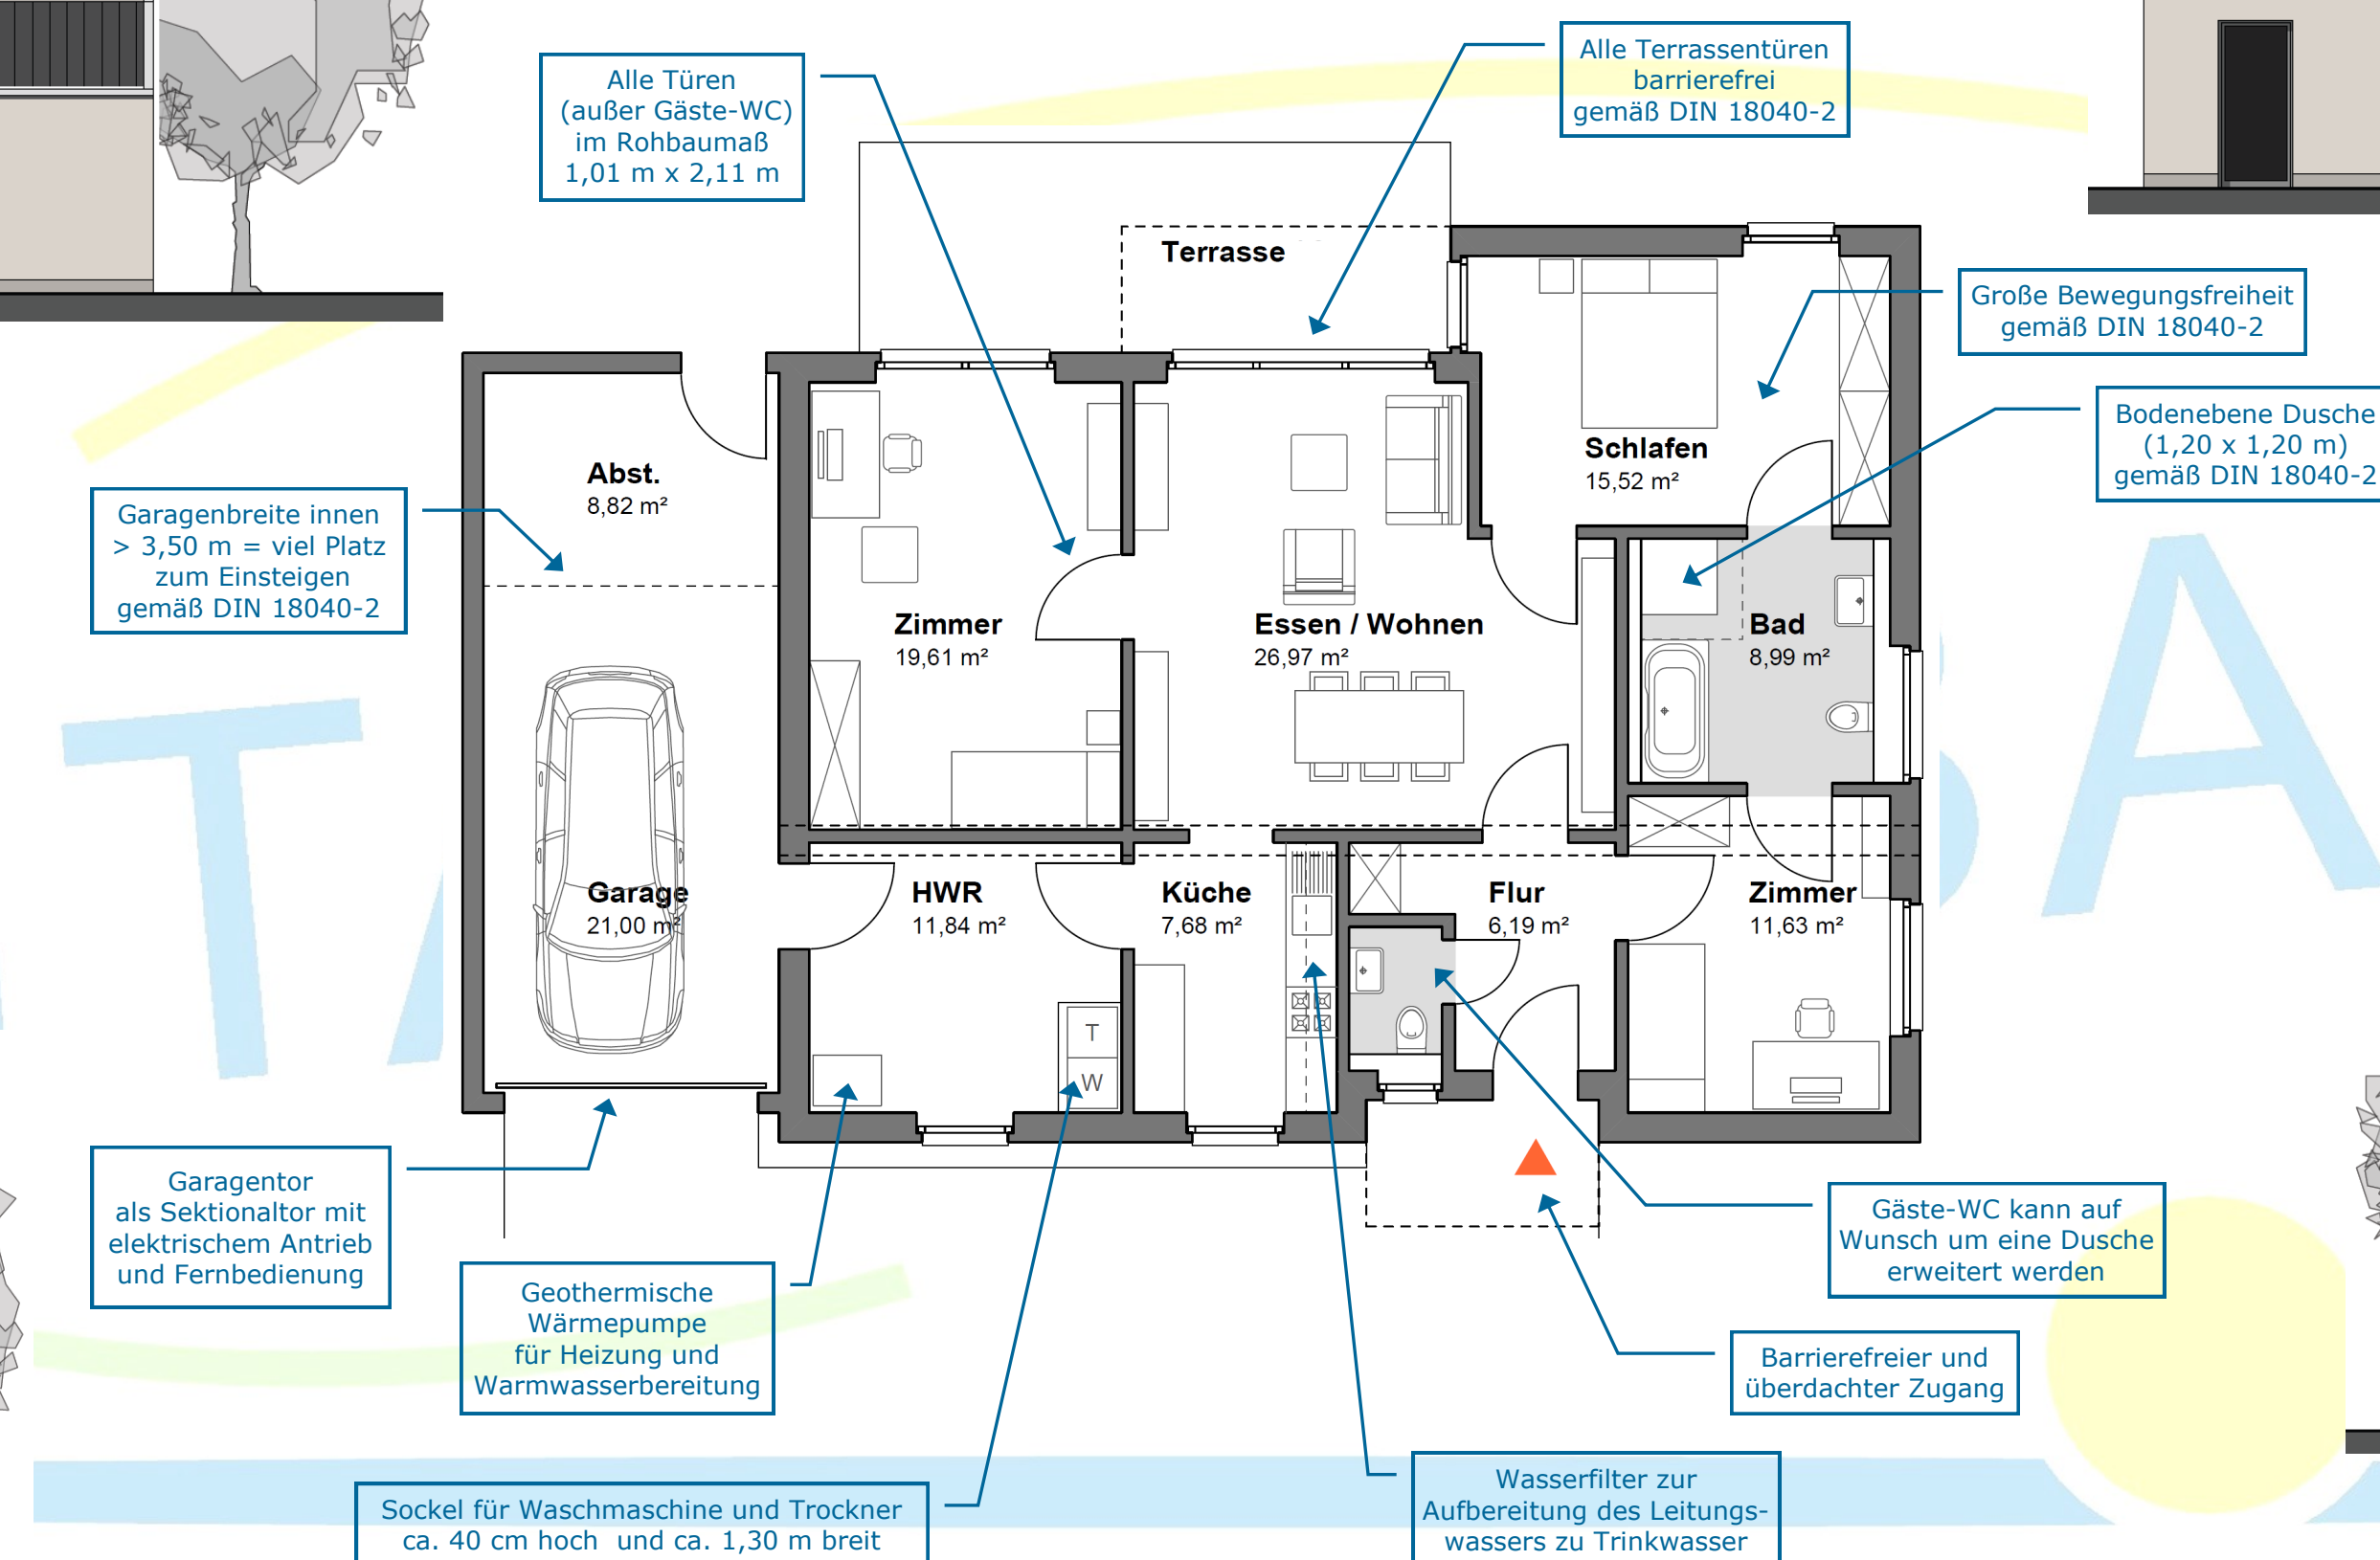 Alle Türen
(außer Gäste-WC)
im Rohbaumaß
1,01 m x 2,11 m
Alle Terrassentüren
barrierefrei
gemäß DIN 18040-2
Terrasse
Große Bewegungsfreiheit
gemäß DIN 18040-2
Bodenebene Dusche
(1,20 x 1,20 m)
gemäß DIN 18040-2
Garagenbreite innen
> 3,50 m = viel Platz
zum Einsteigen
gemäß DIN 18040-2
Abst.
8,82 m²
Schlafen
15,52 m²
Zimmer
19,61 m²
Essen / Wohnen
26,97 m²
Bad
8,99 m²
Garage
21,00 m²
HWR
11,84 m²
Küche
7,68 m²
Flur
6,19 m²
Zimmer
11,63 m²
T
W
Garagentor
als Sektionaltor mit
elektrischem Antrieb
und Fernbedienung
Geothermische
Wärmepumpe
für Heizung und
Warmwasserbereitung
Gäste-WC kann auf
Wunsch um eine Dusche
erweitert werden
Barrierefreier und
überdachter Zugang
Sockel für Waschmaschine und Trockner
ca. 40 cm hoch und ca. 1,30 m breit
Wasserfilter zur
Aufbereitung des Leitungs-
wassers zu Trinkwasser